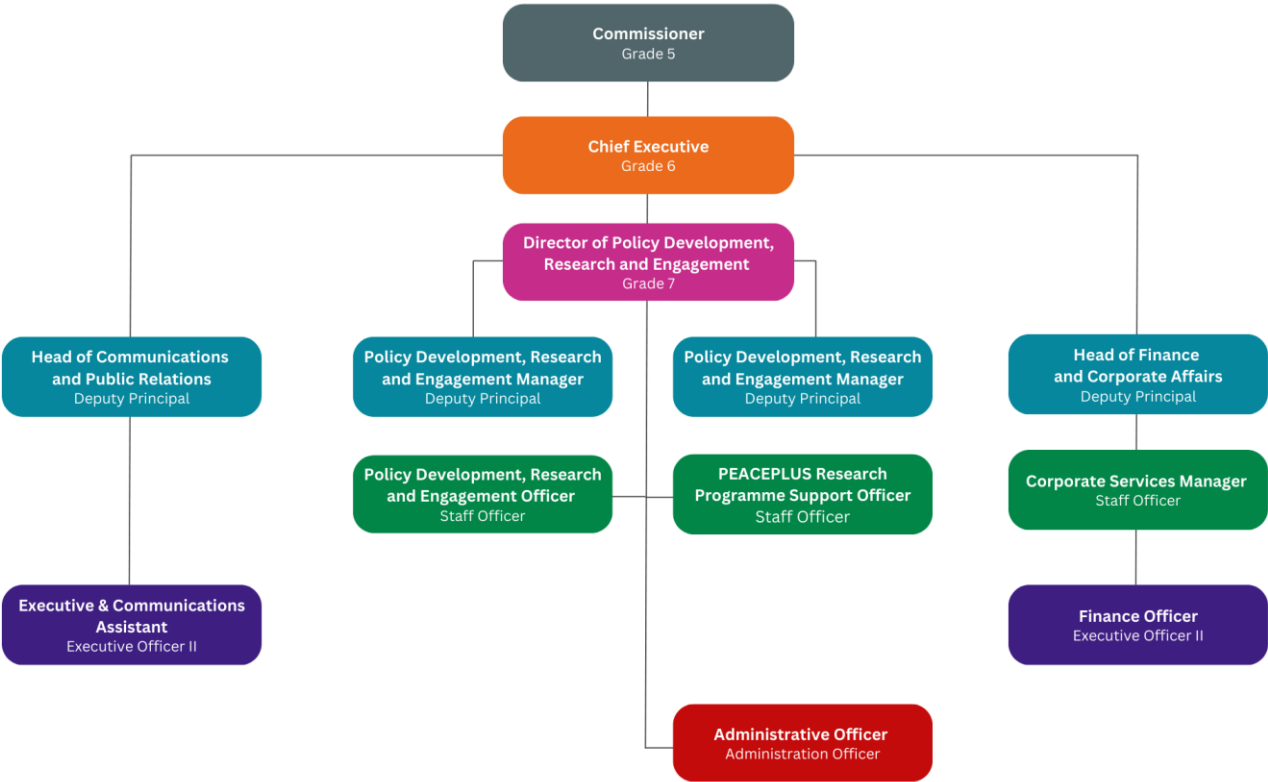 Commissioner
Grade 5
Chief Executive
Grade 6
Director of Policy Development,
Research and Engagement
Grade 7
Head of Communications
and Public Relations
Deputy Principal
Policy Development, Research
and Engagement Manager
Deputy Principal
Policy Development, Research
and Engagement Manager
Deputy Principal
Head of Finance
and Corporate Affairs
Deputy Principal
Policy Development, Research
and Engagement Officer
Staff Officer
PEACEPLUS Research
Programme Support Officer
Staff Officer
Corporate Services Manager
Staff Officer
Executive & Communications
Assistant
Executive Officer II
Finance Officer
Executive Officer II
Administrative Officer
Administration Officer